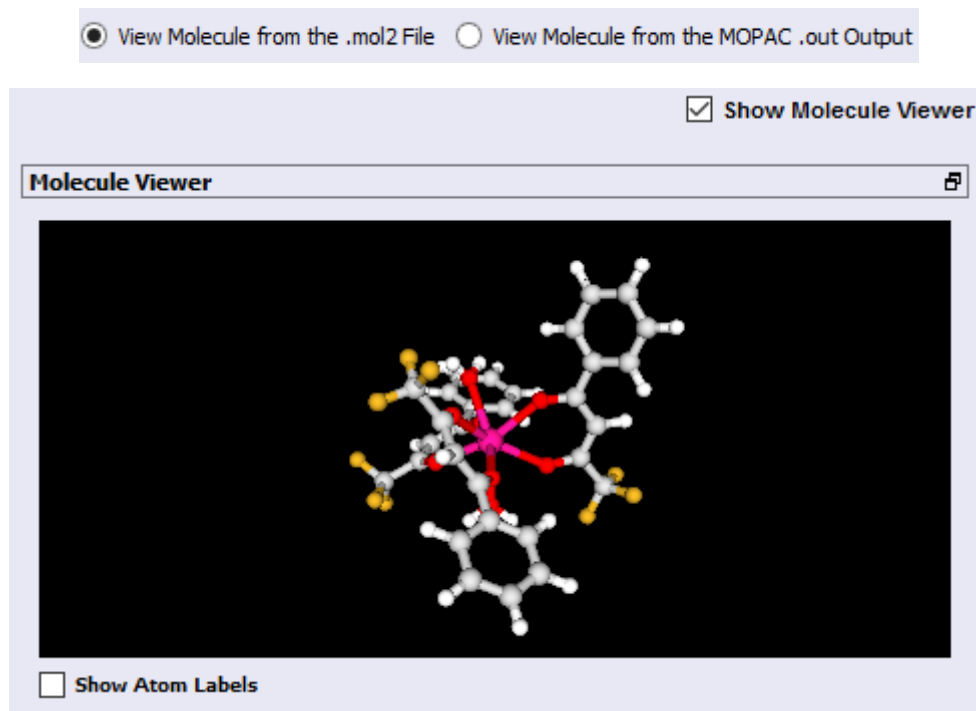 View Molecule from the .mol2 File View Molecule from the MOPAC .out Output
Show Molecule Viewer
Molecule Viewer
Show Atom Labels